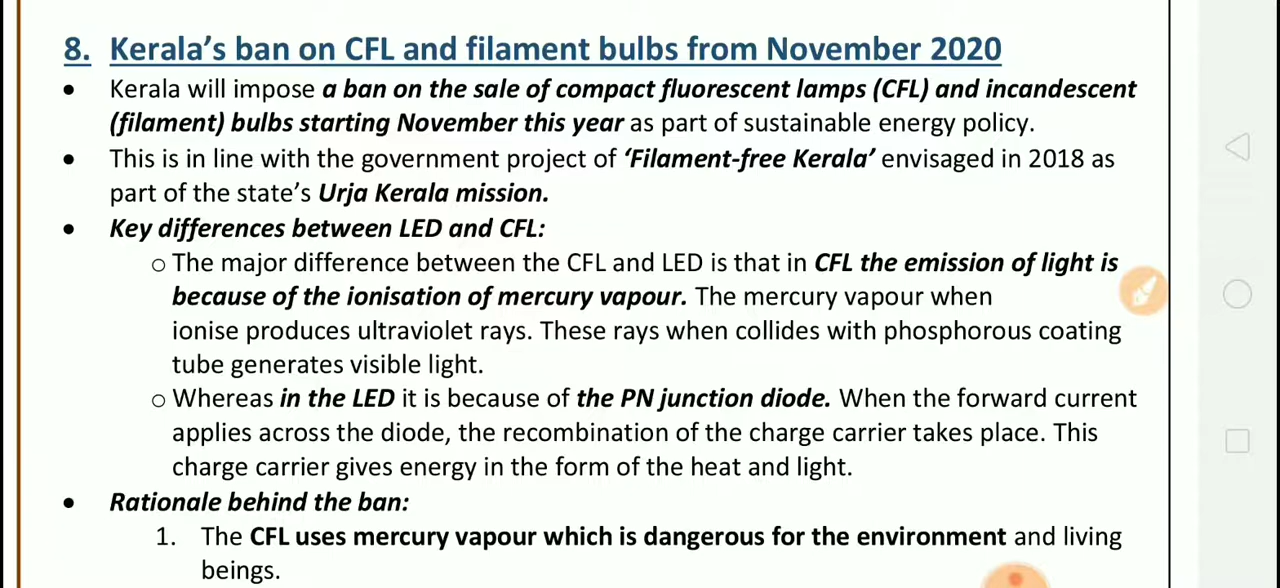 8. Kerala’s ban on CFL and filament bulbs from November 2020
• Kerala will impose a ban on the sale of compact fluorescent lamps (CFL) and incandescent
(filament) bulbs starting November this year as part of sustainable energy policy.
• This is in line with the government project of ‘Filament-free Kerala’ envisaged in 2018 as
part of the state’s Urja Kerala mission.
• Key differences between LED and CFL:
○ The major difference between the CFL and LED is that in CFL the emission of light is
because of the ionisation of mercury vapour. The mercury vapour when
ionise produces ultraviolet rays. These rays when collides with phosphorous coating
tube generates visible light.
○ Whereas in the LED it is because of the PN junction diode. When the forward current
applies across the diode, the recombination of the charge carrier takes place. This
charge carrier gives energy in the form of the heat and light.
• Rationale behind the ban:
1. The CFL uses mercury vapour which is dangerous for the environment and living
beings.